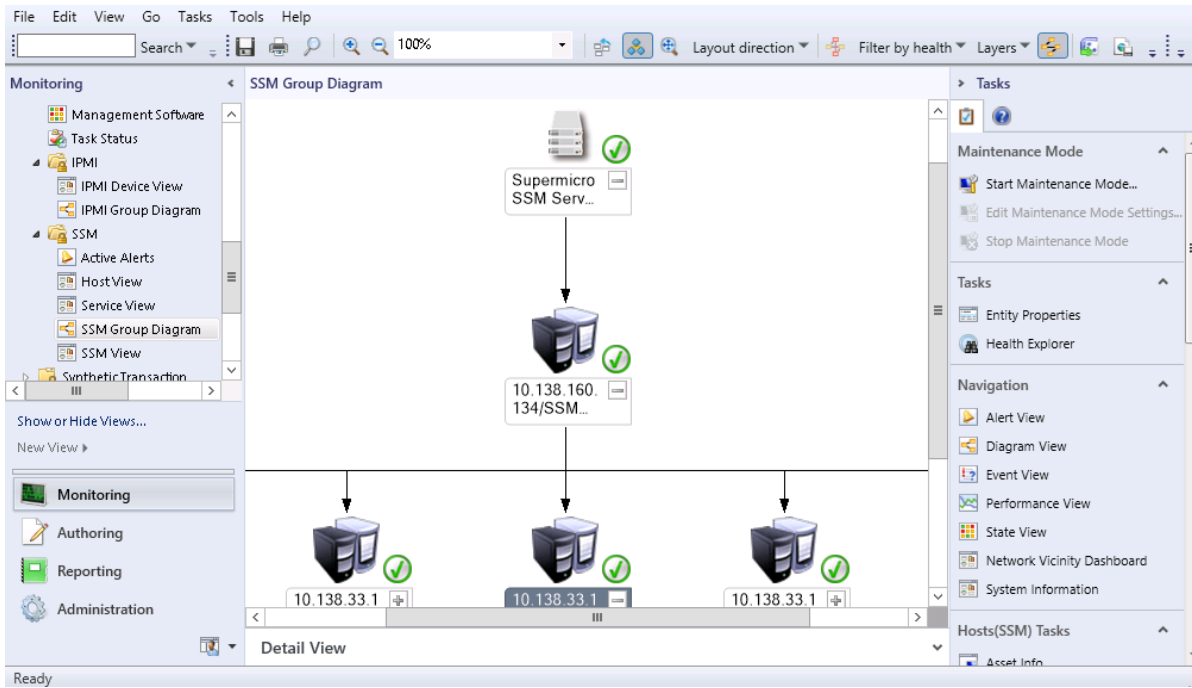 File Edit View Go Tasks Tools Help
Search 100% Layout direction Filter by health Layers
Monitoring
Management Software
Task Status
IPMI
IPMI Device View
IPMI Group Diagram
SSM
Active Alerts
Host View
Service View
SSM Group Diagram
SSM View
Synthetic Transaction
Show or Hide Views...
New View
Monitoring
Authoring
Reporting
Administration
SSM Group Diagram
Supermicro
SSM Serv...
10.138.160.
134/SSM...
10.138.33.1 10.138.33.1 10.138.33.1
Detail View
Tasks
Maintenance Mode
Start Maintenance Mode...
Edit Maintenance Mode Settings...
Stop Maintenance Mode
Tasks
Entity Properties
Health Explorer
Navigation
Alert View
Diagram View
Event View
Performance View
State View
Network Vicinity Dashboard
System Information
Hosts(SSM) Tasks
Asset Info
Ready